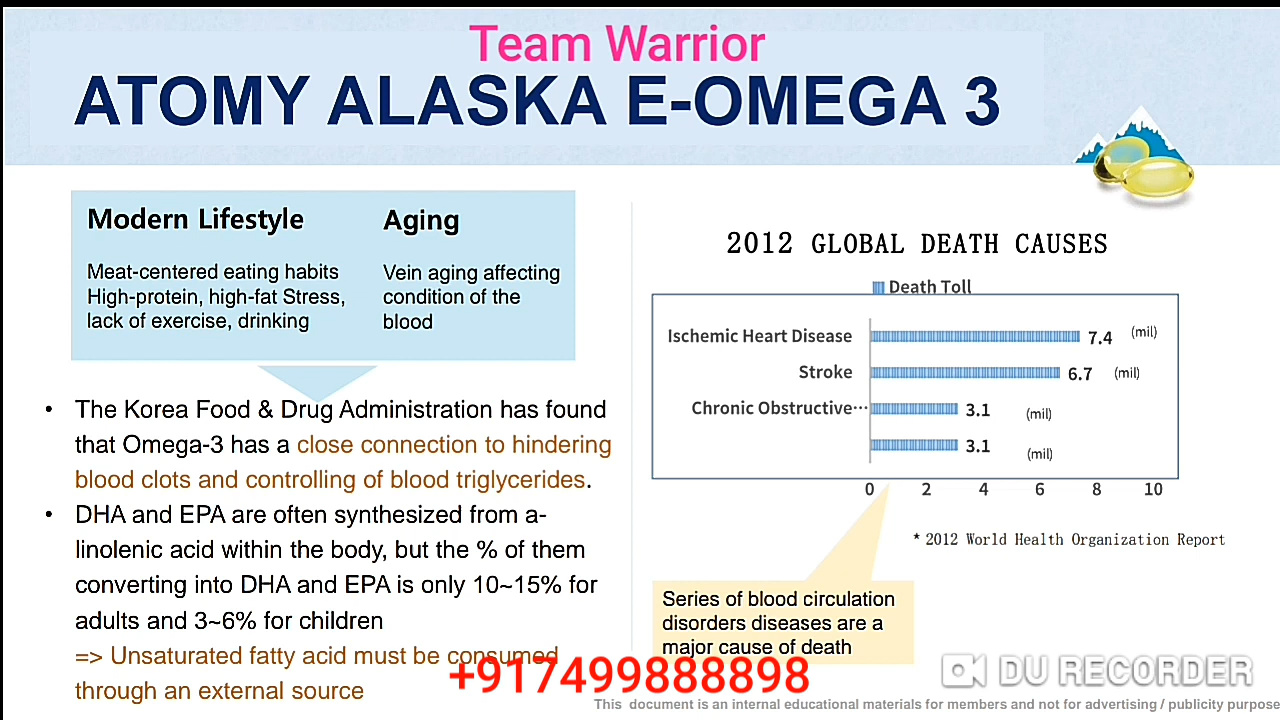 Team Warrior
ATOMY ALASKA E-OMEGA 3
Modern Lifestyle
Meat-centered eating habits
High-protein, high-fat Stress,
lack of exercise, drinking
Aging
Vein aging affecting
condition of the
blood
• The Korea Food & Drug Administration has found
that Omega-3 has a close connection to hindering
blood clots and controlling of blood triglycerides.
• DHA and EPA are often synthesized from a-
linolenic acid within the body, but the % of them
converting into DHA and EPA is only 10~15% for
adults and 3~6% for children
=> Unsaturated fatty acid must be consumed
through an external source
2012 GLOBAL DEATH CAUSES
Death Toll
Ischemic Heart Disease 7.4 (mil)
Stroke 6.7 (mil)
Chronic Obstructive… 3.1 (mil)
3.1 (mil)
0 2 4 6 8 10
* 2012 World Health Organization Report
Series of blood circulation
disorders diseases are a
major cause of death
+917499888898
DU RECORDER
This document is an internal educational materials for members and not for advertising / publicity purpose